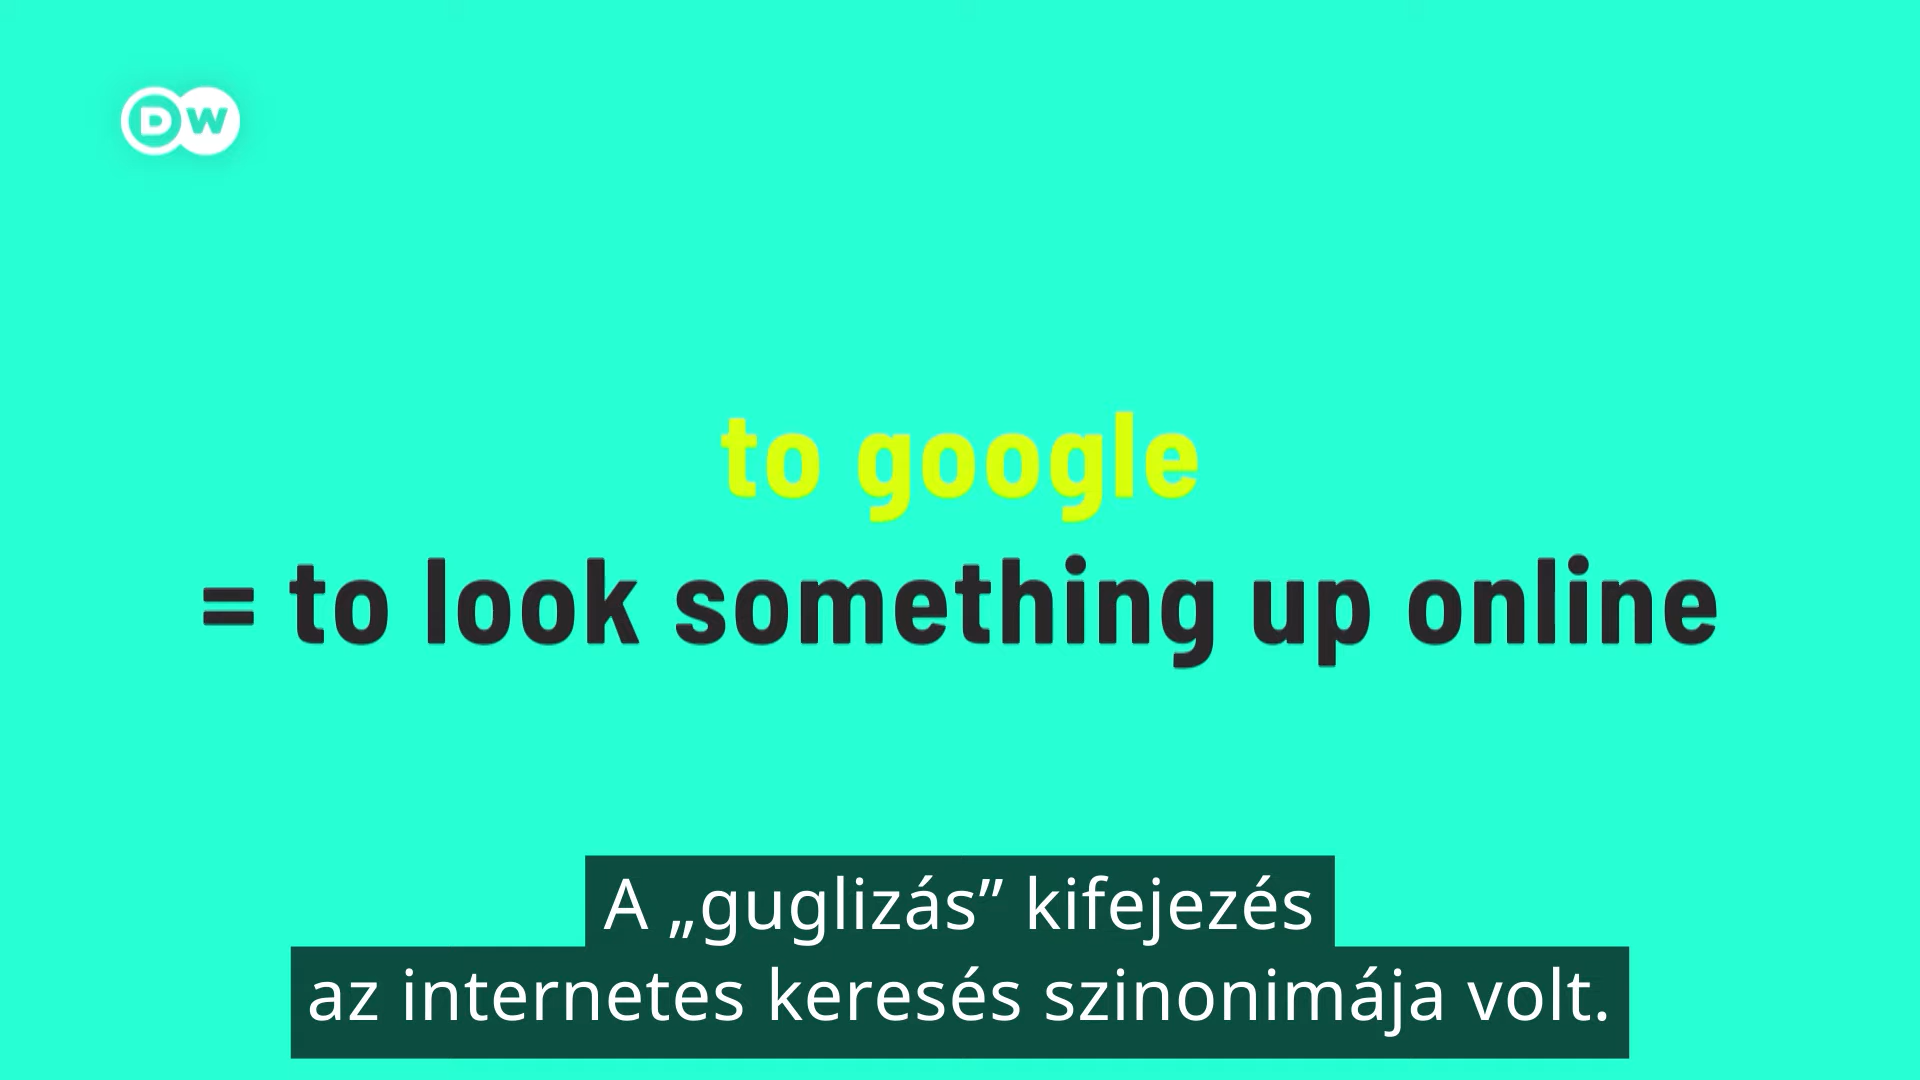 DW
to google
= to look something up online
A „guglizás” kifejezés
az internetes keresés szinonimája volt.